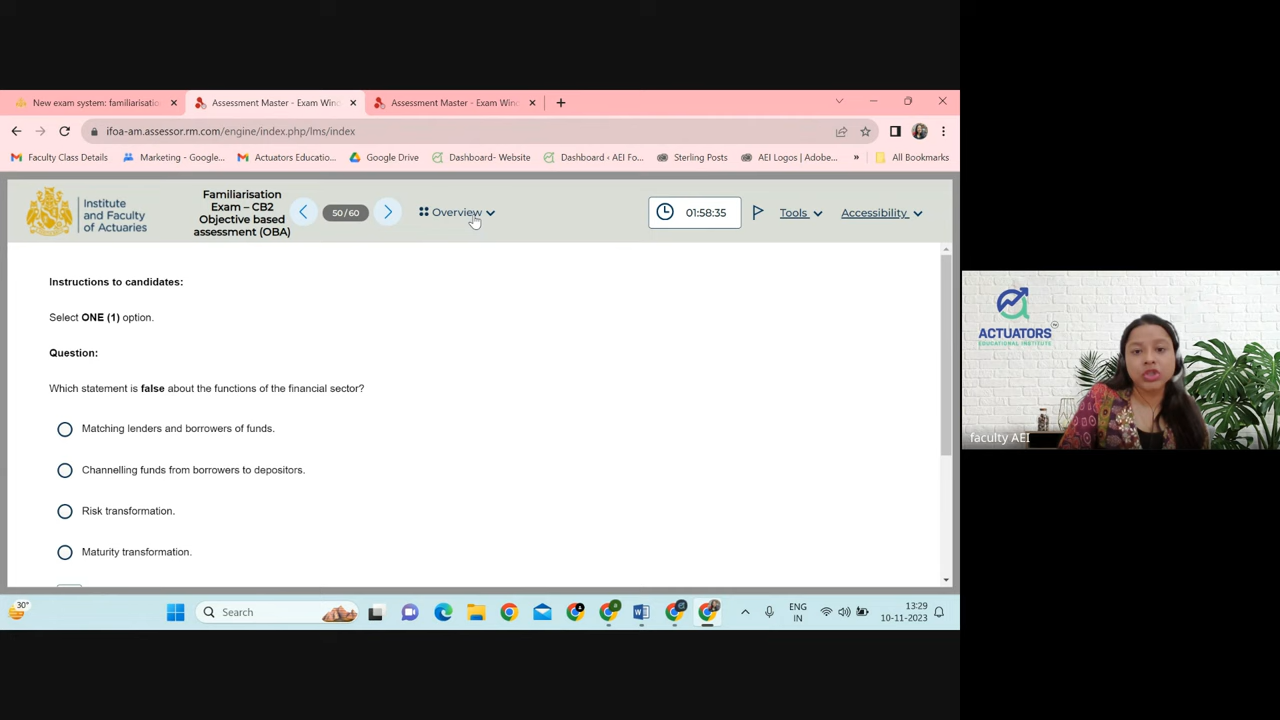 New exam system: familiarisatio
Assessment Master - Exam Win
Assessment Master - Exam Win
ifoa-am.assessor.rm.com/engine/index.php/lms/index
Faculty Class Details
Marketing - Google...
Actuators Educatio...
Google Drive
Dashboard- Website
Dashboard ‹ AEI Fo...
Sterling Posts
AEI Logos | Adobe...
»
All Bookmarks
Institute
and Faculty
of Actuaries
Familiarisation
Exam – CB2
Objective based
assessment (OBA)
50/60
Overview
01:58:35
Tools
Accessibility
Instructions to candidates:
Select ONE (1) option.
Question:
Which statement is false about the functions of the financial sector?
Matching lenders and borrowers of funds.
Channelling funds from borrowers to depositors.
Risk transformation.
Maturity transformation.
ACTUATORS
EDUCATIONAL INSTITUTE
faculty AEI
30°
Search
ENG
IN
13:29
10-11-2023